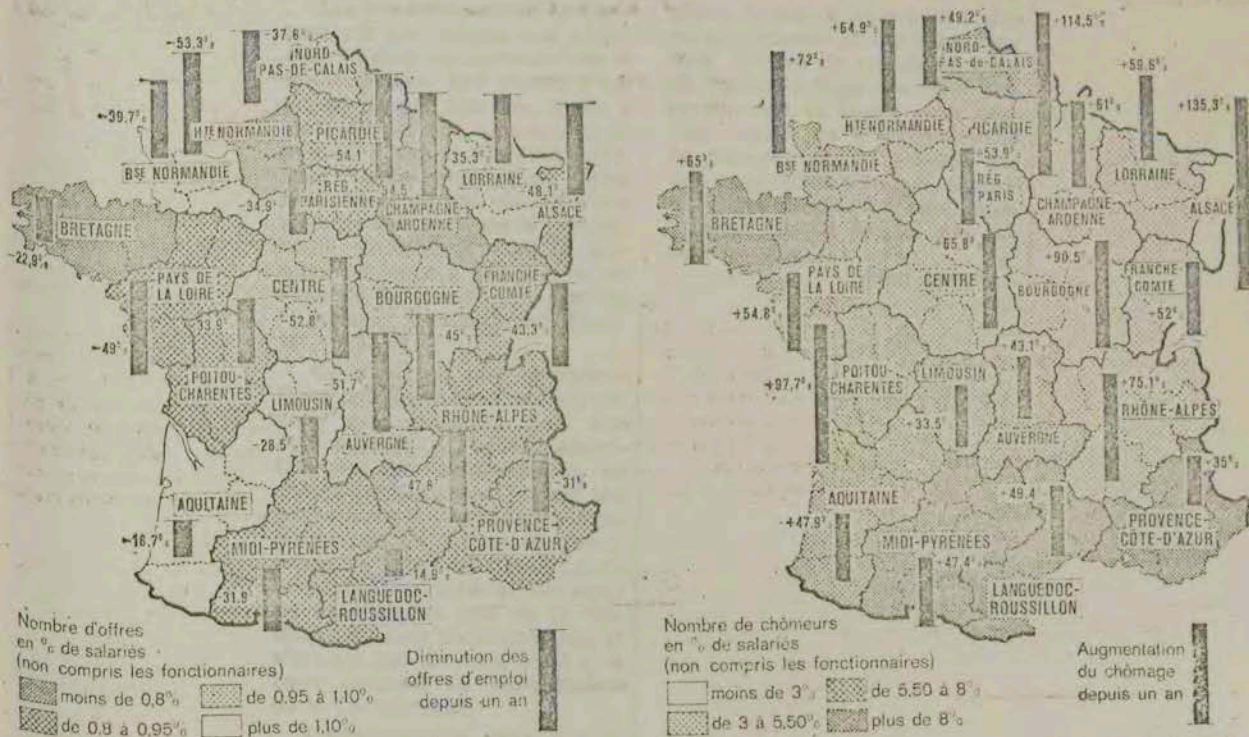 -53.3%
-37.6%
NORD-
PAS-DE-CALAIS
-39.7%
HTE NORMANDIE
PICARDIE
BSE NORMANDIE
54.1
35.3%
LORRAINE
-34.9%
RÉG.
PARISIENNE
54.5
CHAMPAGNE-
ARDENNE
48.1%
ALSACE
BRETAGNE
-22,9%
PAYS DE
LA LOIRE
CENTRE
BOURGOGNE
FRANCHE-
COMTÉ
-49%
33.9%
-52.8%
45%
-43.3%
POITOU-
CHARENTES
LIMOUSIN
-51.7%
RHÔNE-ALPES
-28.5%
AUVERGNE
AQUITAINE
47.8
31%
-16.7%
MIDI-PYRÉNÉES
PROVENCE-
CÔTE-D'AZUR
-14.9%
31.9
LANGUEDOC-
ROUSSILLON
Nombre d'offres
en % de salariés
(non compris les fonctionnaires)
moins de 0,8%
de 0.95 à 1,10%
de 0.8 à 0,95%
plus de 1,10%
Diminution des
offres d'emploi
depuis un an
+64.9%
+49.2%
+114.5%
+72%
NORD-
PAS-de-CALAIS
+59.6%
HTE NORMANDIE
PICARDIE
61%
+135,3%
BSE NORMANDIE
+53.9%
LORRAINE
+65%
RÉG.
PARIS
CHAMPAGNE-
ARDENNE
ALSACE
BRETAGNE
+65.8%
+90.5%
PAYS DE
LA LOIRE
CENTRE
BOURGOGNE
FRANCHE-
COMTE
+54.8%
+52%
43.1%
POITOU-
CHARENTES
LIMOUSIN
+97.7%
+75.1%
RHÔNE-ALPES
+33.5%
AUVERGNE
+35%
AQUITAINE
+49.4
+47.9%
MIDI-PYRÉNÉES
PROVENCE-
CÔTE-D'AZUR
-47.4%
LANGUEDOC-
ROUSSILLON
Nombre de chômeurs
en % de salariés
(non compris les fonctionnaires)
moins de 3%
de 5,50 à 8%
de 3 à 5,50%
plus de 8%
Augmentation
du chômage
depuis un an